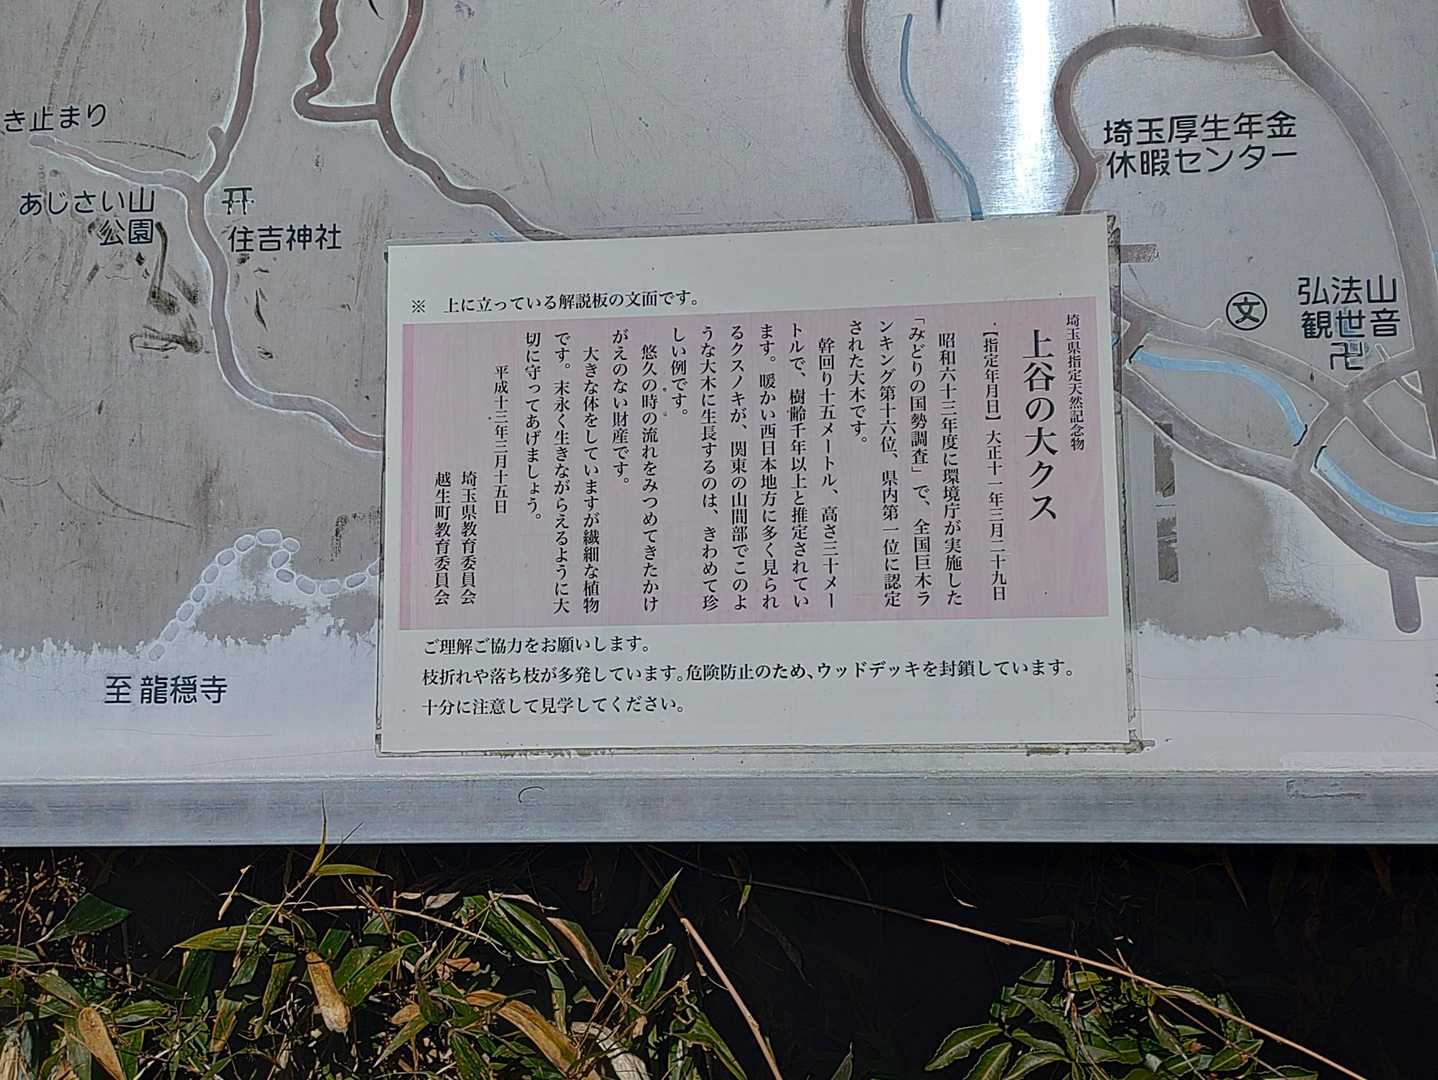 き止まり
あじさい山
公園
住吉神社
埼玉厚生年金
休暇センター
文
弘法山
観世音
卍
至 龍穏寺
※　上に立っている解説板の文面です。
埼玉県指定天然記念物
上谷の大クス
・【指定年月日】 大正十一年三月二十九日
昭和六十三年度に環境庁が実施した
「みどりの国勢調査」で、全国巨木ラ
ンキング第十六位、県内第一位に認定
された大木です。
幹回り十五メートル、高さ三十メー
トルで、樹齢千年以上と推定されてい
ます。暖かい西日本地方に多く見られ
るクスノキが、関東の山間部でこのよ
うな大木に生長するのは、きわめて珍
しい例です。
悠久の時の流れをみつめてきたかけ
がえのない財産です。
大きな体をしていますが繊細な植物
です。末永く生きながらえるように大
切に守ってあげましょう。
平成十三年三月十五日
埼玉県教育委員会
越生町教育委員会
ご理解ご協力をお願いします。
枝折れや落ち枝が多発しています。危険防止のため、ウッドデッキを封鎖しています。
十分に注意して見学してください。